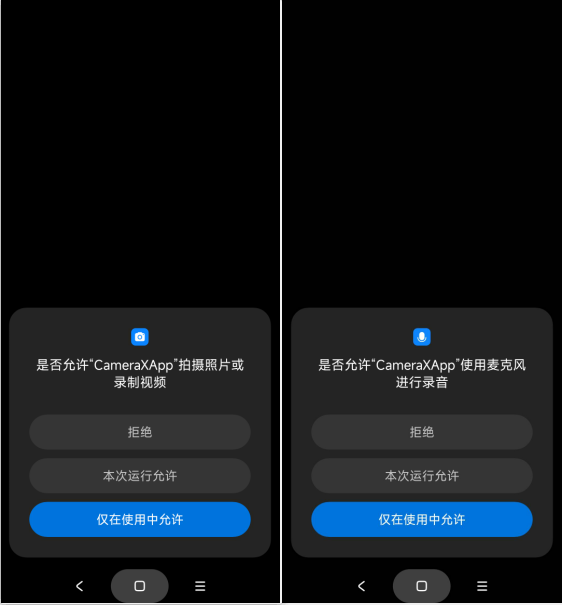 是否允许“CameraXApp”拍摄照片或
录制视频
拒绝
本次运行允许
仅在使用中允许
是否允许“CameraXApp”使用麦克风
进行录音
拒绝
本次运行允许
仅在使用中允许